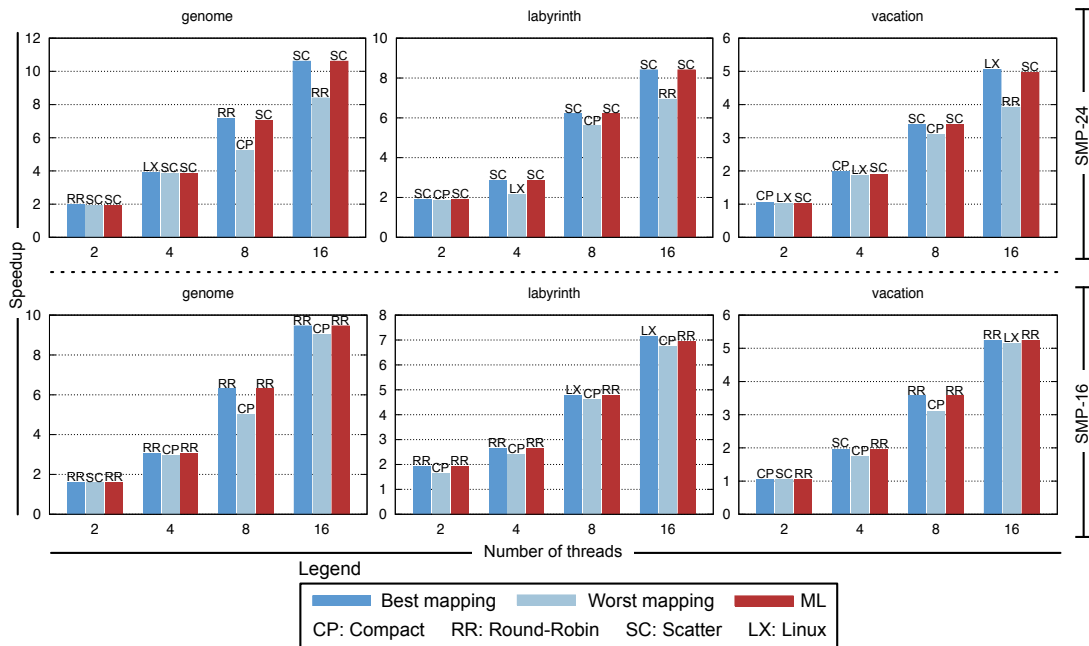 genome labyrinth vacation
12 10 6
SC SC SC SC LX SC
10 5
RR SC RR RR
8 8 4
SC CP SC SC CP SC
6 6 3
CP
4 LX SC SC 4 SC LX SC 2 CP LX SC
2 RR SC SC 2 SC CP SC 1 CP LX SC
0 0 0
2 4 8 16 2 4 8 16 2 4 8 16
SMP-24
Speedup
genome labyrinth vacation
10 8 6
RR CP RR LX CP RR RR LX RR
7 5
8
6 4
RR RR LX CP RR RR CP RR
6 5
CP 4 3
4
RR CP RR 3 RR CP RR 2 SC CP RR
2 RR SC RR 2 RR CP RR 1 CP SC RR
1
0 0 0
2 4 8 16 2 4 8 16 2 4 8 16
SMP-16
Number of threads
Legend
Best mapping Worst mapping ML
CP: Compact RR: Round-Robin SC: Scatter LX: Linux